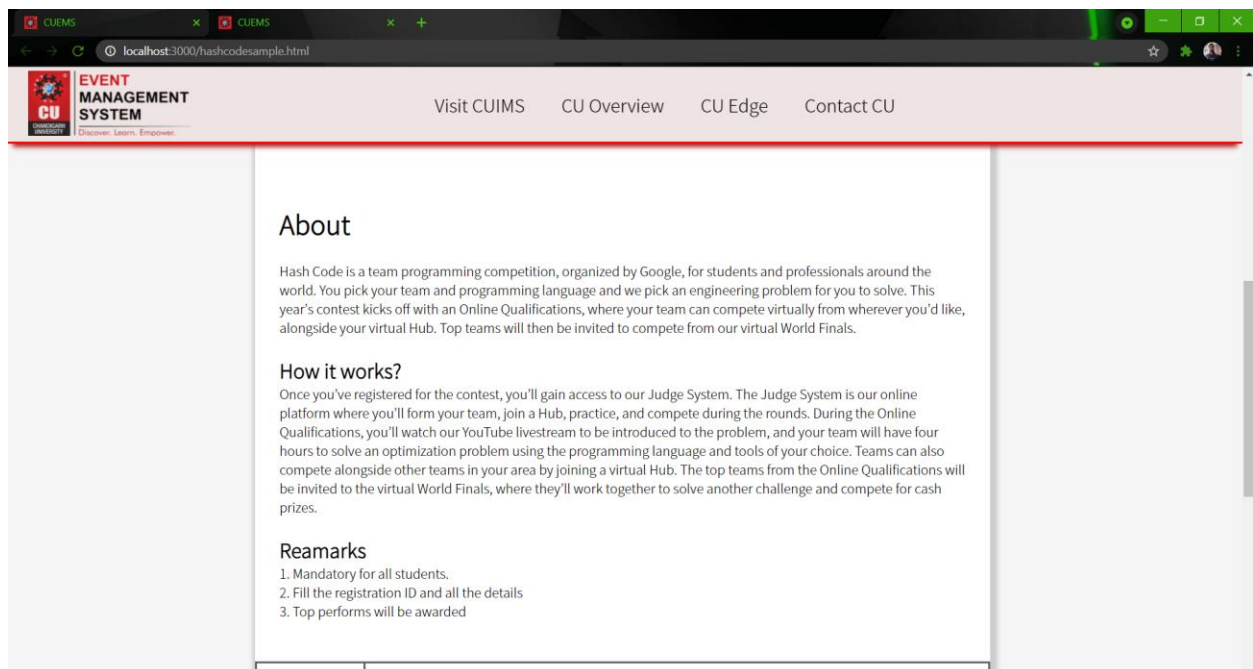 CUEMS
CUEMS
localhost:3000/hashcodesample.html
CU
CHANDIGARH
UNIVERSITY
EVENT
MANAGEMENT
SYSTEM
Discover. Learn. Empower.
Visit CUIMS CU Overview CU Edge Contact CU
About
Hash Code is a team programming competition, organized by Google, for students and professionals around the
world. You pick your team and programming language and we pick an engineering problem for you to solve. This
year's contest kicks off with an Online Qualifications, where your team can compete virtually from wherever you'd like,
alongside your virtual Hub. Top teams will then be invited to compete from our virtual World Finals.
How it works?
Once you've registered for the contest, you'll gain access to our Judge System. The Judge System is our online
platform where you'll form your team, join a Hub, practice, and compete during the rounds. During the Online
Qualifications, you'll watch our YouTube livestream to be introduced to the problem, and your team will have four
hours to solve an optimization problem using the programming language and tools of your choice. Teams can also
compete alongside other teams in your area by joining a virtual Hub. The top teams from the Online Qualifications will
be invited to the virtual World Finals, where they'll work together to solve another challenge and compete for cash
prizes.
Reamarks
1. Mandatory for all students.
2. Fill the registration ID and all the details
3. Top performs will be awarded